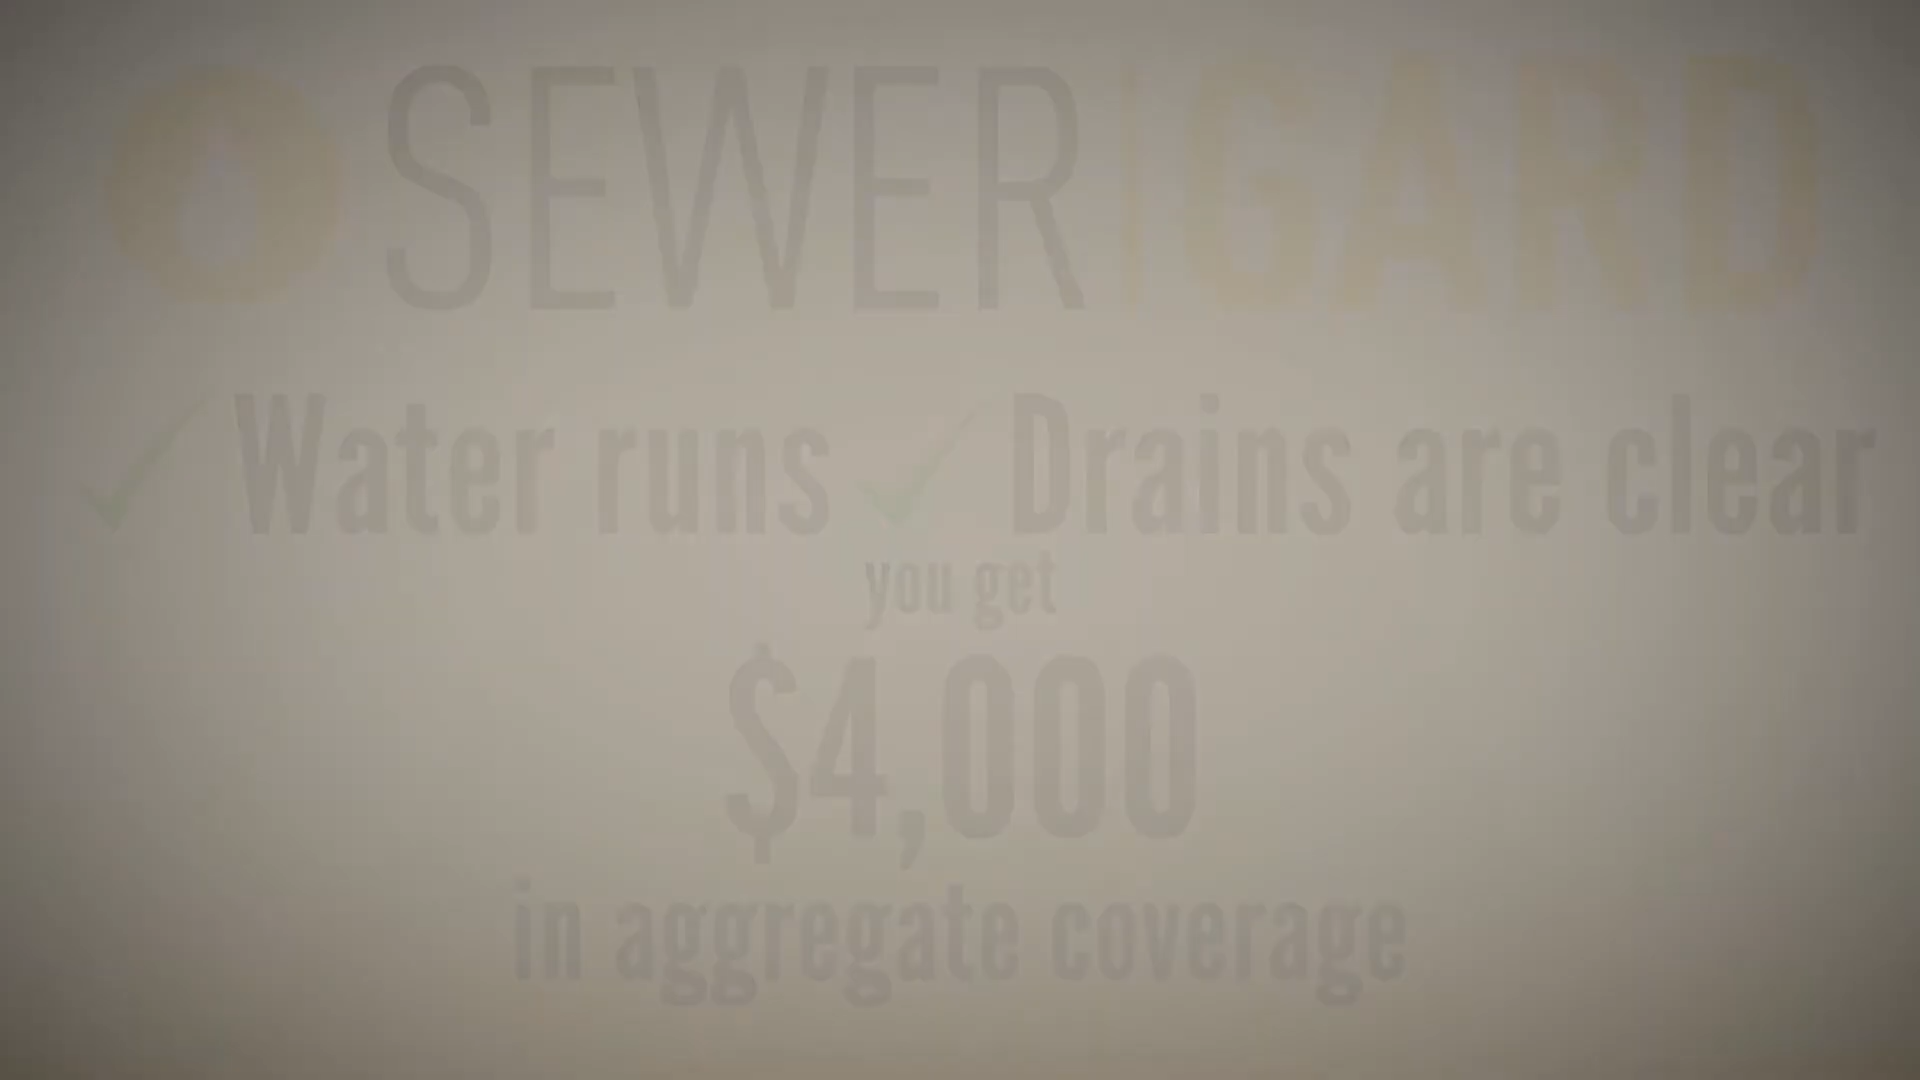 SEWER|GARD
✓ Water runs ✓ Drains are clear
you get
$4,000
in aggregate coverage